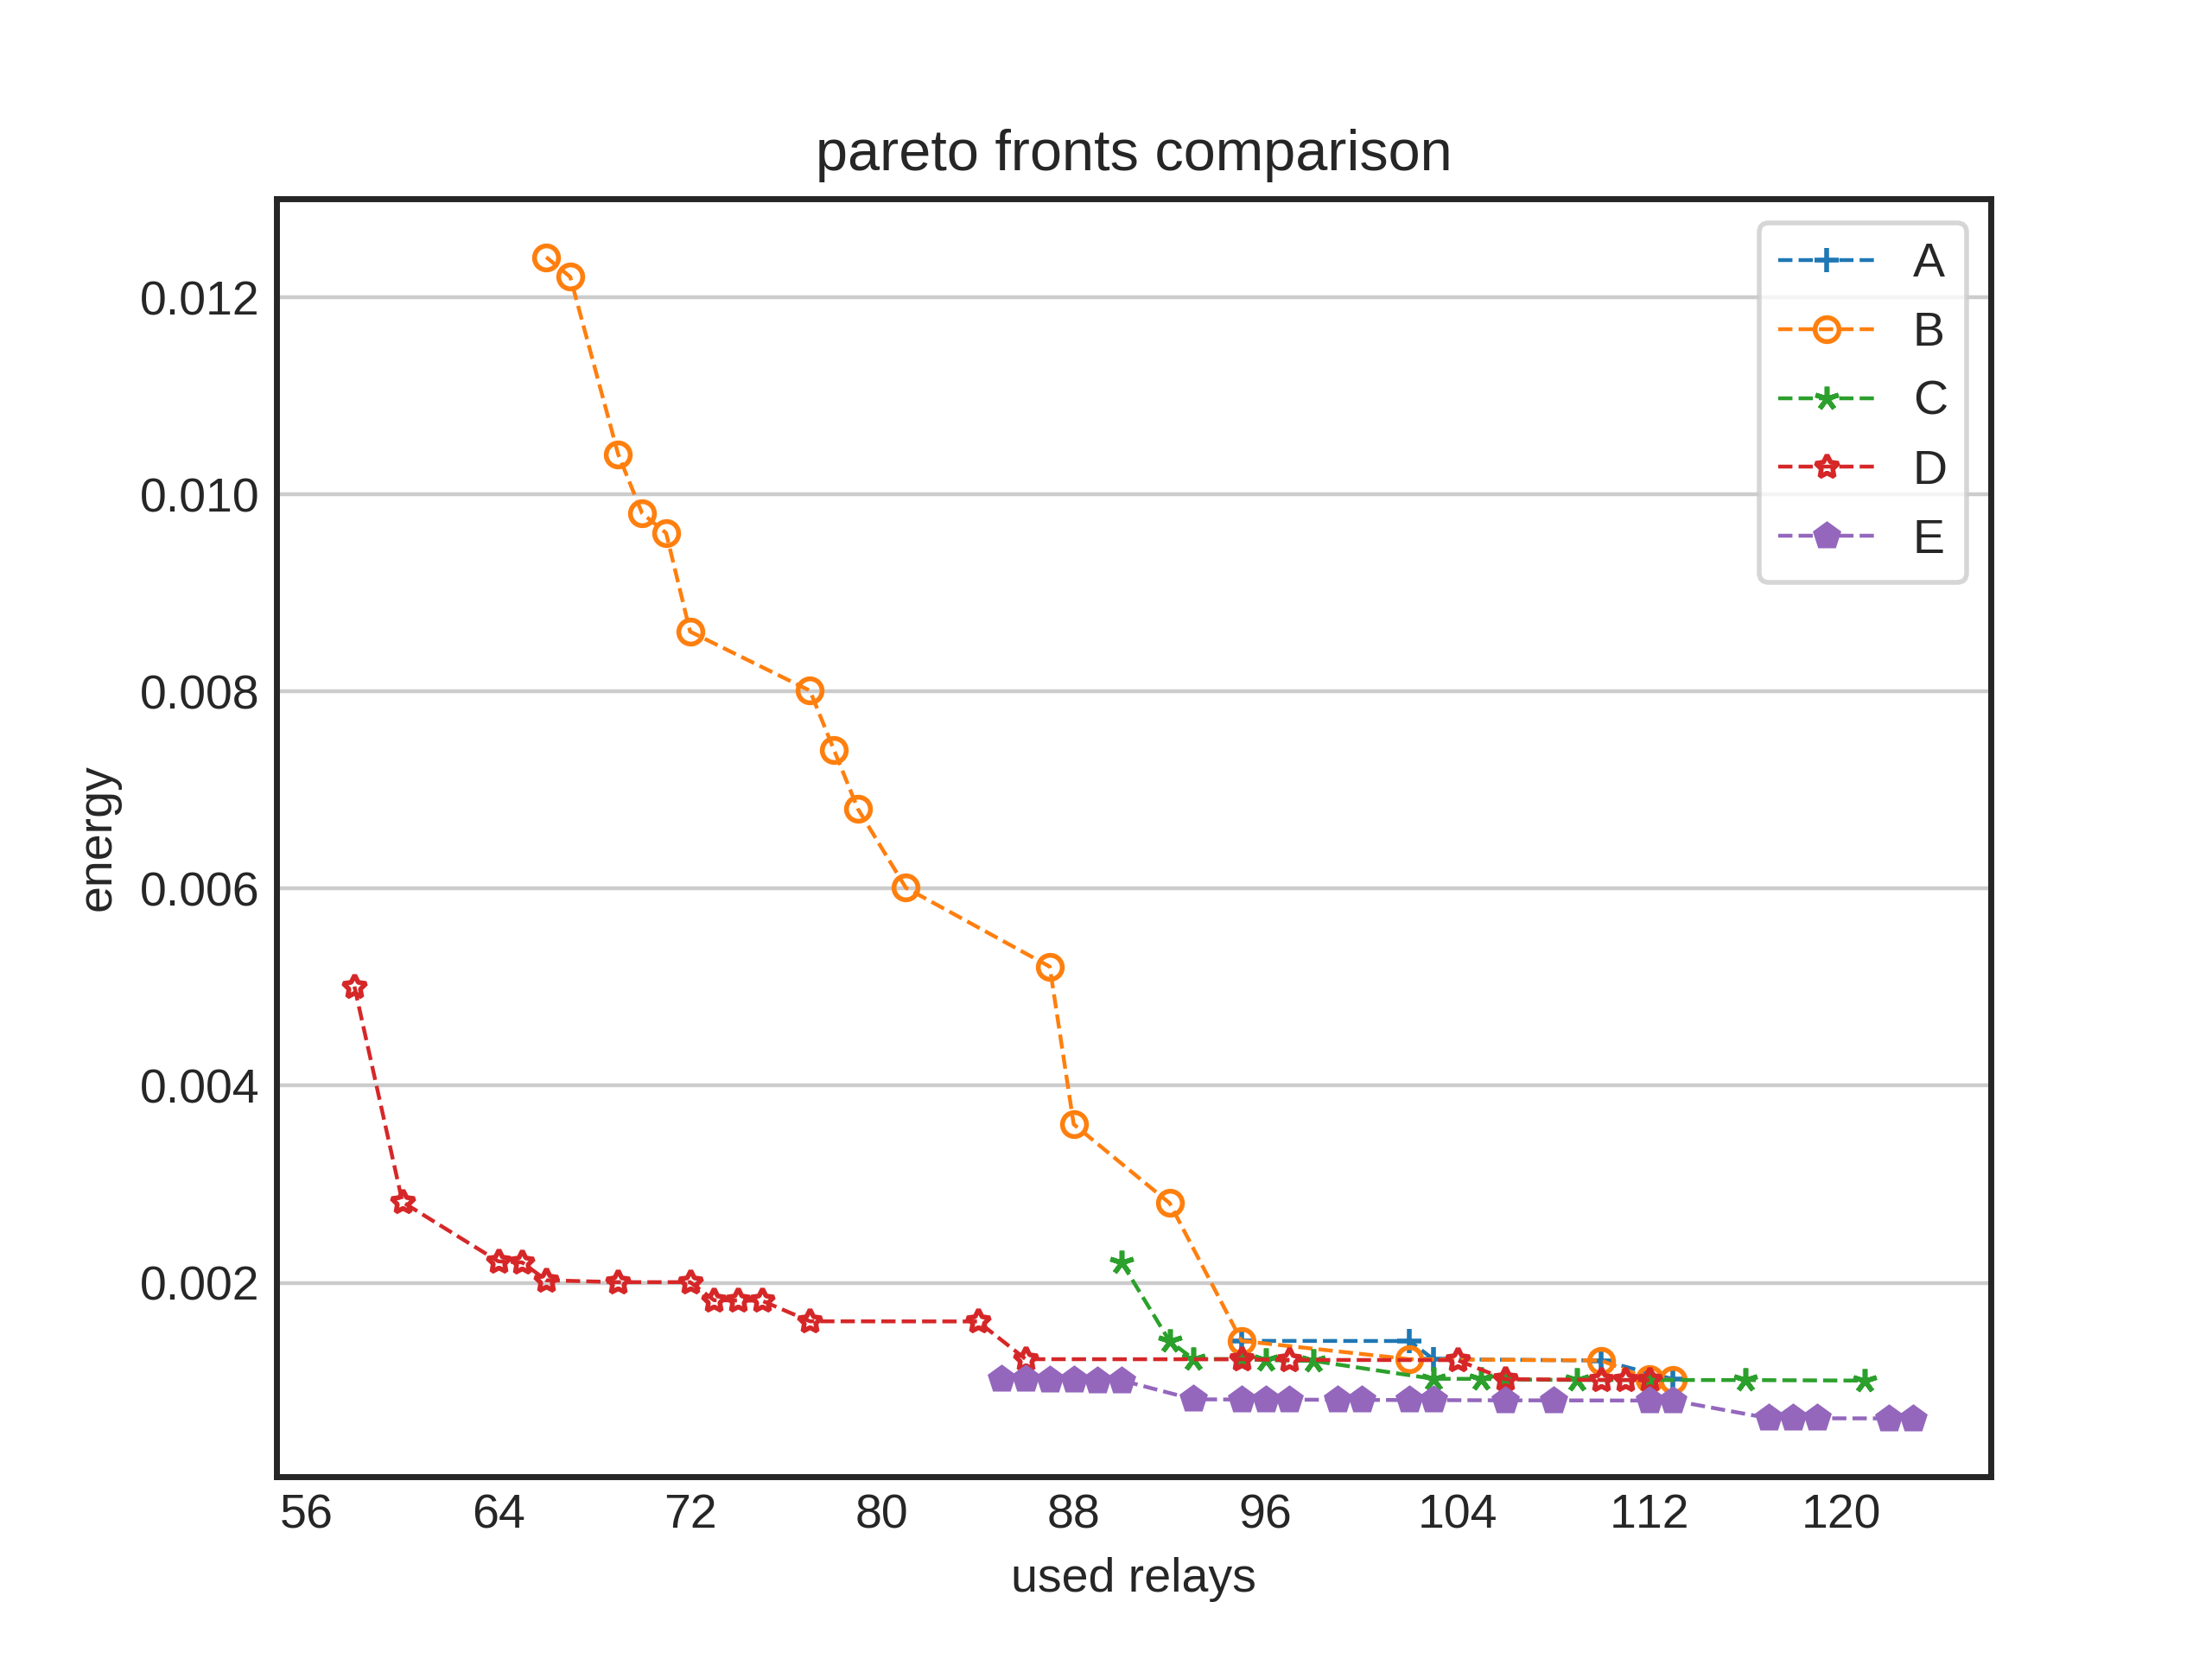 pareto fronts comparison
A
B
C
D
E
0.012
0.010
0.008
0.006
0.004
0.002
energy
56 64 72 80 88 96 104 112 120
used relays